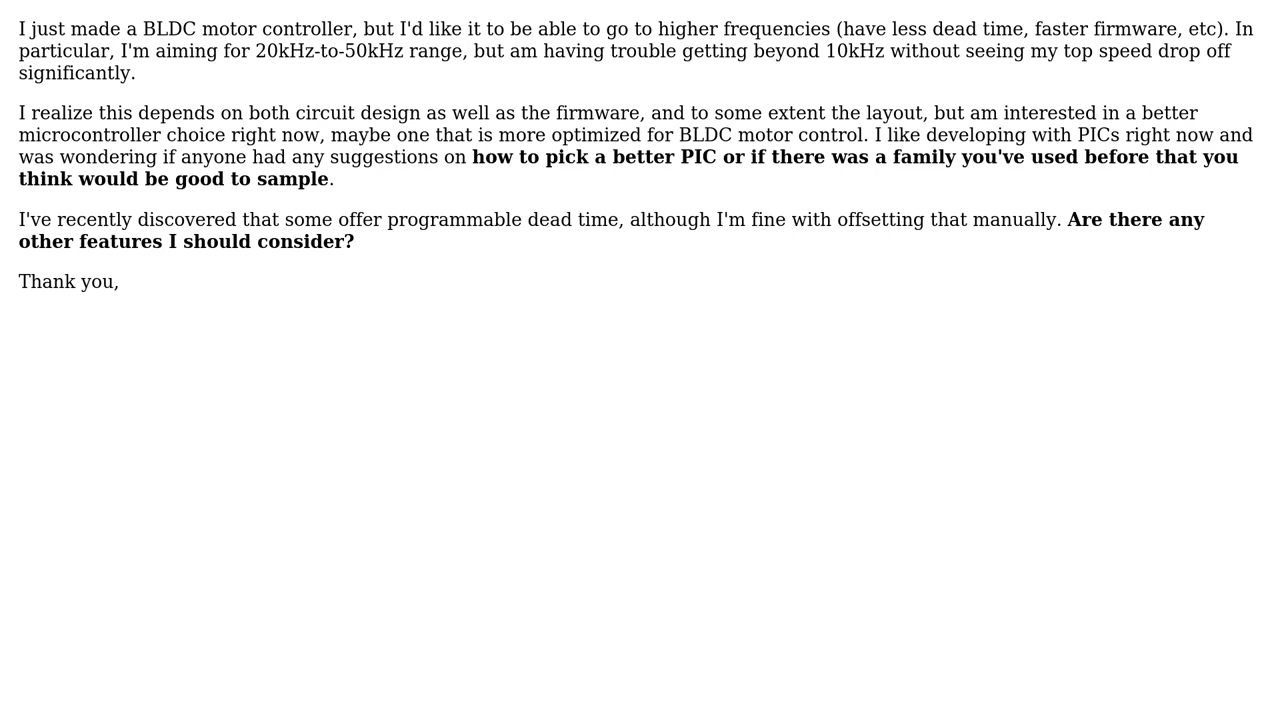 I just made a BLDC motor controller, but I'd like it to be able to go to higher frequencies (have less dead time, faster firmware, etc). In
particular, I'm aiming for 20kHz-to-50kHz range, but am having trouble getting beyond 10kHz without seeing my top speed drop off
significantly.
I realize this depends on both circuit design as well as the firmware, and to some extent the layout, but am interested in a better
microcontroller choice right now, maybe one that is more optimized for BLDC motor control. I like developing with PICs right now and
was wondering if anyone had any suggestions on how to pick a better PIC or if there was a family you've used before that you
think would be good to sample.
I've recently discovered that some offer programmable dead time, although I'm fine with offsetting that manually. Are there any
other features I should consider?
Thank you,